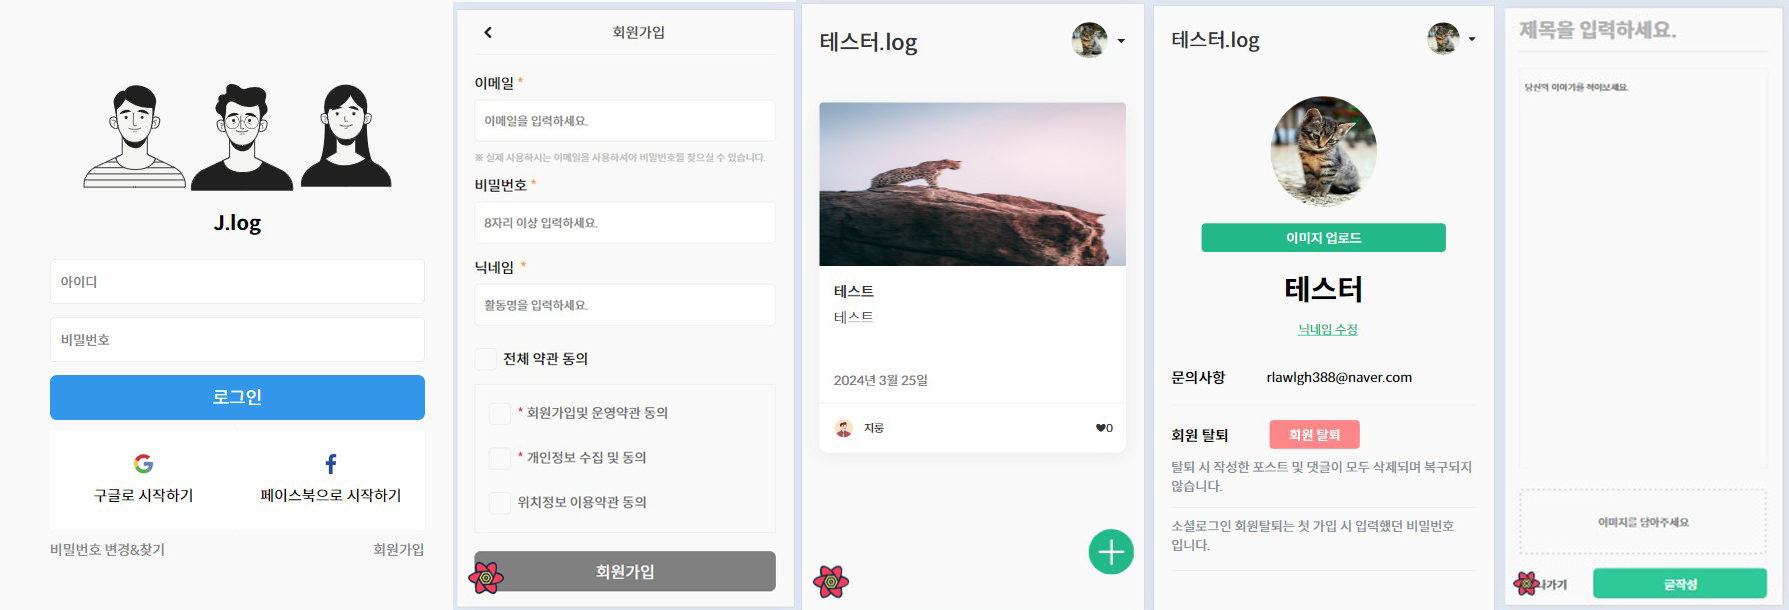 J.log
아이디
비밀번호
로그인
구글로 시작하기
페이스북으로 시작하기
비밀번호 변경&찾기
회원가입
회원가입
이메일 *
이메일을 입력하세요.
※ 실제 사용하시는 이메일을 사용하셔야 비밀번호를 찾으실 수 있습니다.
비밀번호 *
8자리 이상 입력하세요.
닉네임 *
활동명을 입력하세요.
전체 약관 동의
* 회원가입및 운영약관 동의
* 개인정보 수집 및 동의
위치정보 이용약관 동의
회원가입
테스터.log
테스트
테스트
2024년 3월 25일
지롱
0
테스터.log
이미지 업로드
테스터
닉네임 수정
문의사항 rlawlgh388@naver.com
회원 탈퇴 회원 탈퇴
탈퇴 시 작성한 포스트 및 댓글이 모두 삭제되며 복구되지
않습니다.
소셜로그인 회원탈퇴는 첫 가입 시 입력했던 비밀번호
입니다.
제목을 입력하세요.
당신의 이야기를 적어보세요.
이미지를 담아주세요
나가기
글작성